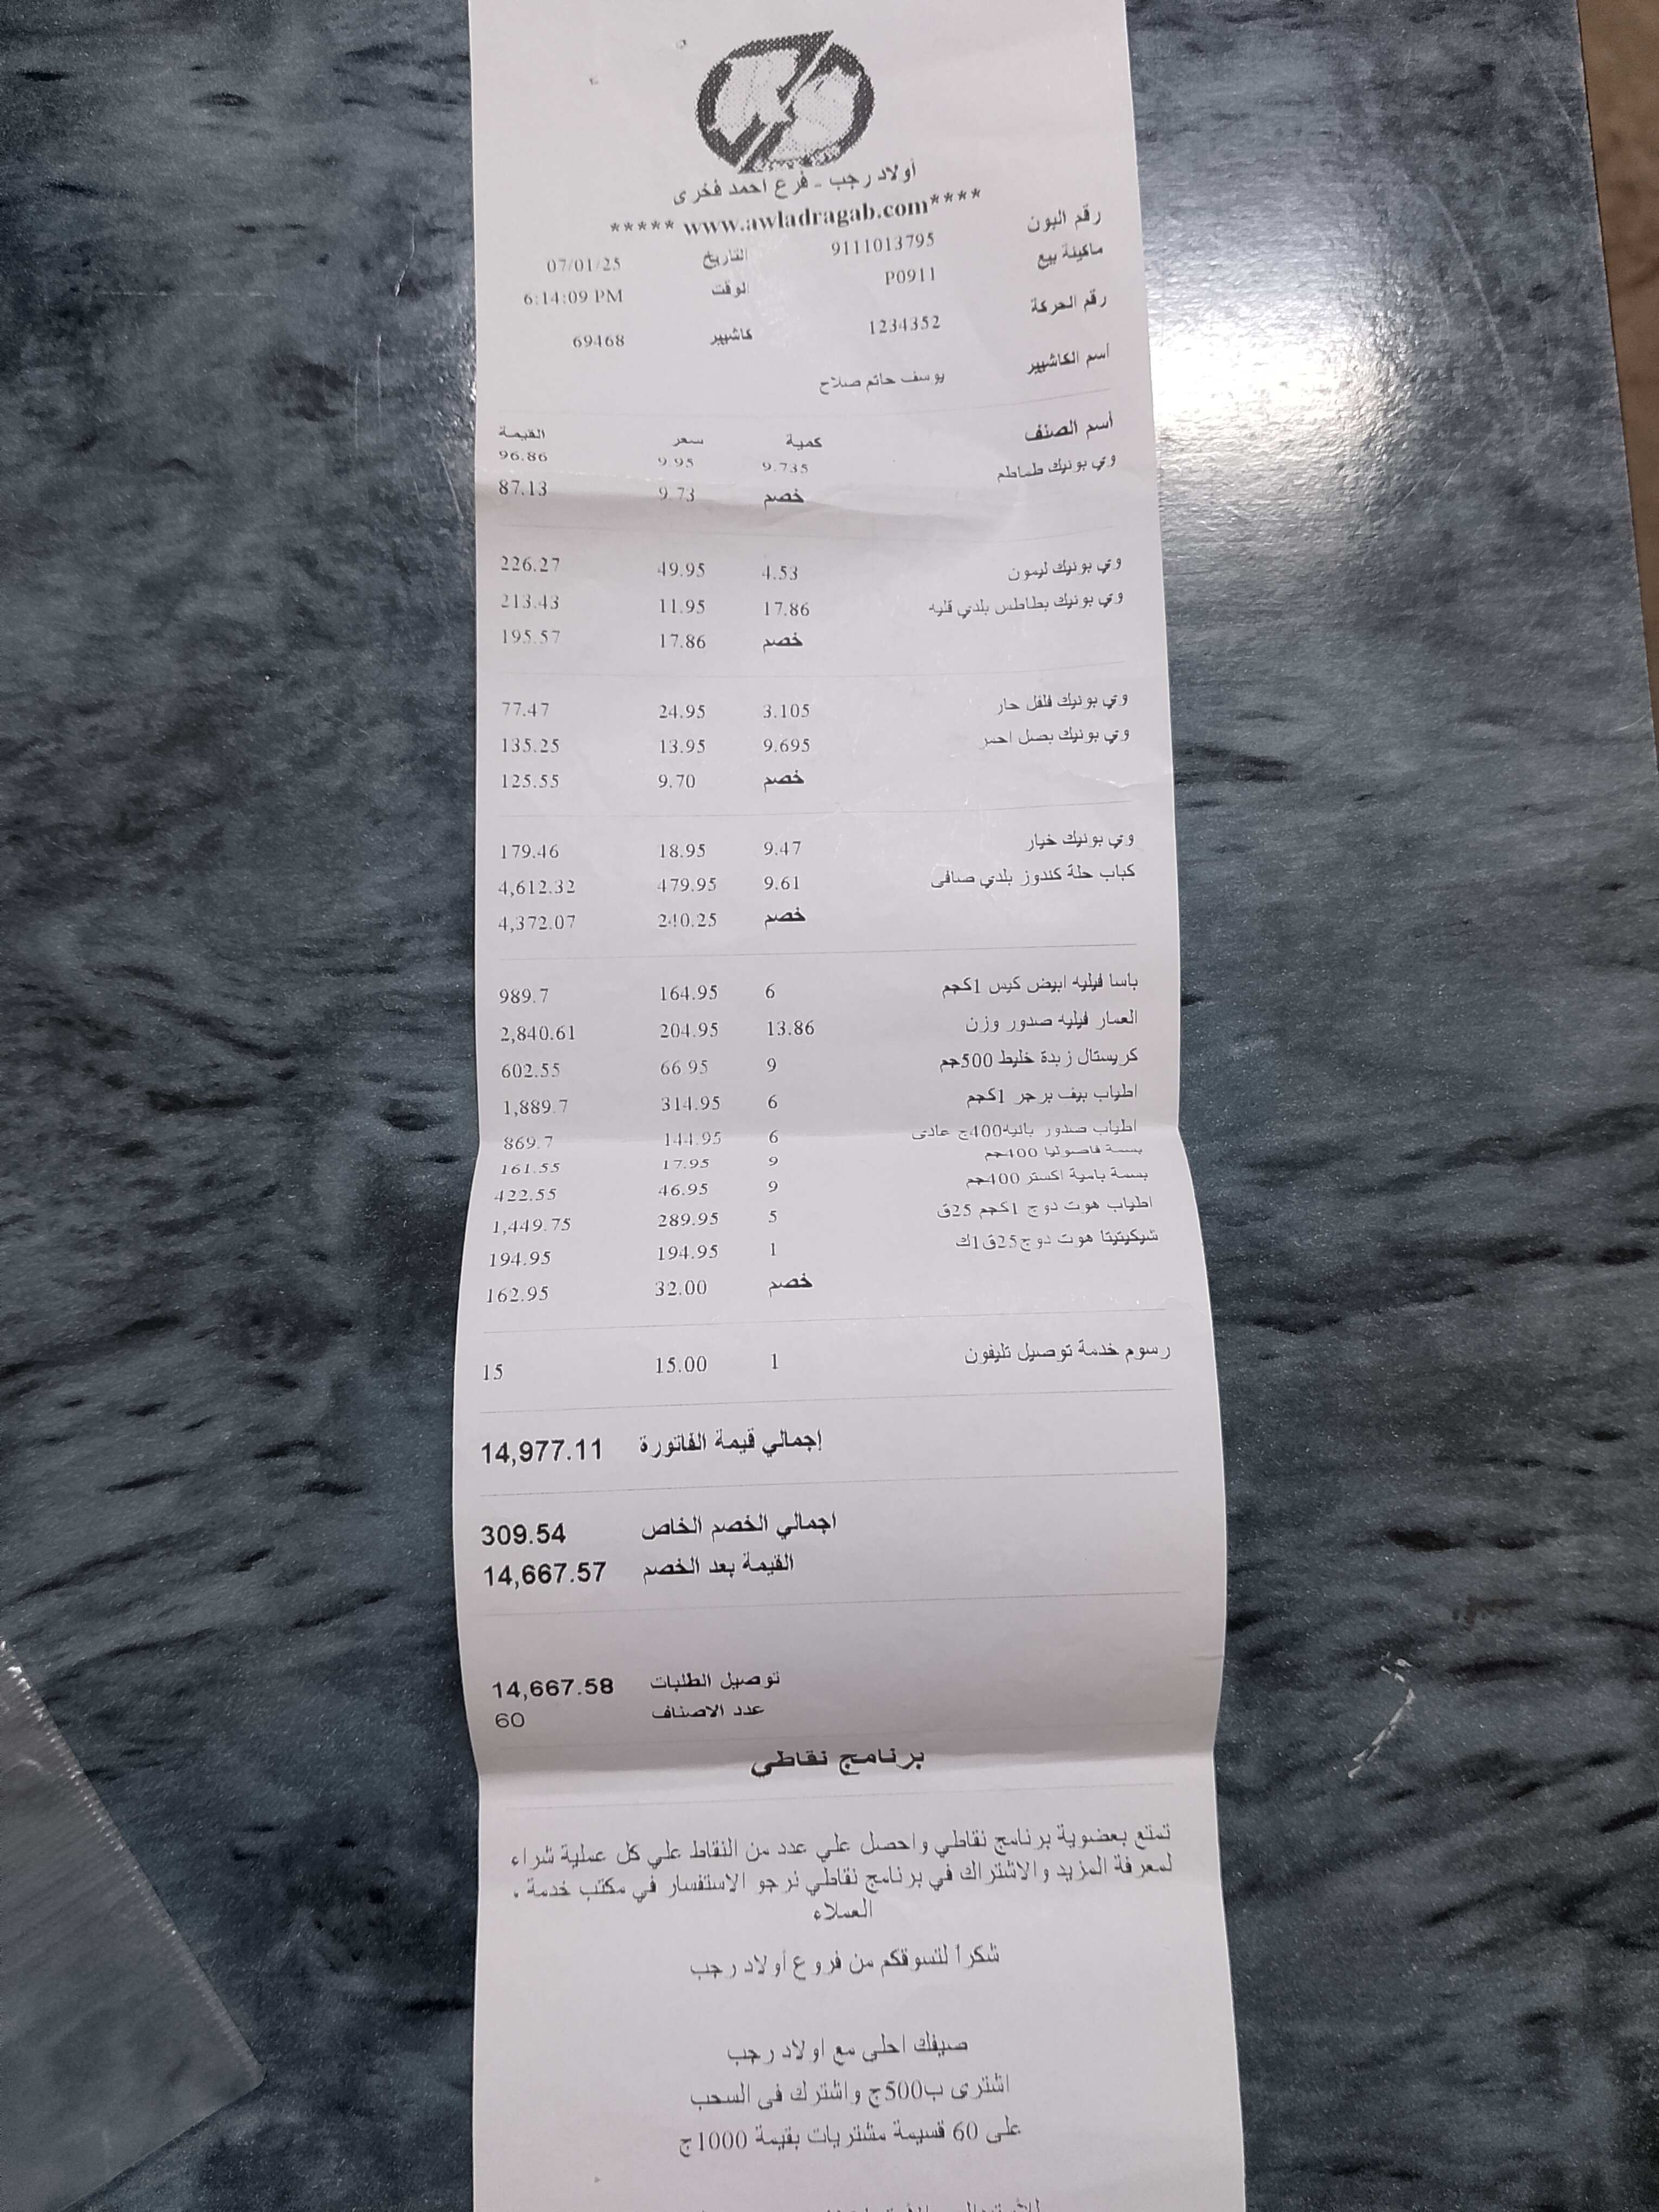 أولاد رجب - فرع احمد فخرى
***** www.awladragab.com****
رقم البون 9111013795 التاريخ 07/01/25
ماكينة بيع P0911 الوقت 6:14:09 PM
رقم الحركة 1234352 كاشيير 69468
أسم الكاشيير يوسف حاتم صلاح
أسم الصنف كمية سعر القيمة
وي بونيك طماطم 9.735 9.95 96.86
خصم 9.73 87.13
وي بونيك ليمون 4.53 49.95 226.27
وي بونيك بطاطس بلدي قليه 17.86 11.95 213.43
خصم 17.86 195.57
وي بونيك فلفل حار 3.105 24.95 77.47
وي بونيك بصل احمر 9.695 13.95 135.25
خصم 9.70 125.55
وي بونيك خيار 9.47 18.95 179.46
كباب حلة كندوز بلدي صافى 9.61 479.95 4,612.32
خصم 240.25 4,372.07
باسا فيليه ابيض كيس 1كجم 6 164.95 989.7
العمار فيليه صدور وزن 13.86 204.95 2,840.61
كريستال زبدة خليط 500جم 9 66.95 602.55
اطياب بيف برجر 1كجم 6 314.95 1,889.7
اطياب صدور بانيه400ج عادى 6 144.95 869.7
بسمة فاصوليا 400جم 9 17.95 161.55
بسمة بامية اكسترا 400جم 9 46.95 422.55
اطياب هوت دوج 1كجم 25ق 5 289.95 1,449.75
شيكيتيتا هوت دوج25ق1ك 1 194.95 194.95
خصم 32.00 162.95
رسوم خدمة توصيل تليفون 1 15.00 15
إجمالي قيمة الفاتورة 14,977.11
اجمالي الخصم الخاص 309.54
القيمة بعد الخصم 14,667.57
توصيل الطلبات 14,667.58
عدد الاصناف 60
برنامج نقاطي
تمتع بعضوية برنامج نقاطي واحصل علي عدد من النقاط علي كل عملية شراء
لمعرفة المزيد والاشتراك في برنامج نقاطي نرجو الاستفسار في مكتب خدمة .
العملاء
شكراً لتسوقكم من فروع أولاد رجب
صيفك احلى مع اولاد رجب
اشترى ب500ج واشترك فى السحب
على 60 قسيمة مشتريات بقيمة 1000ج